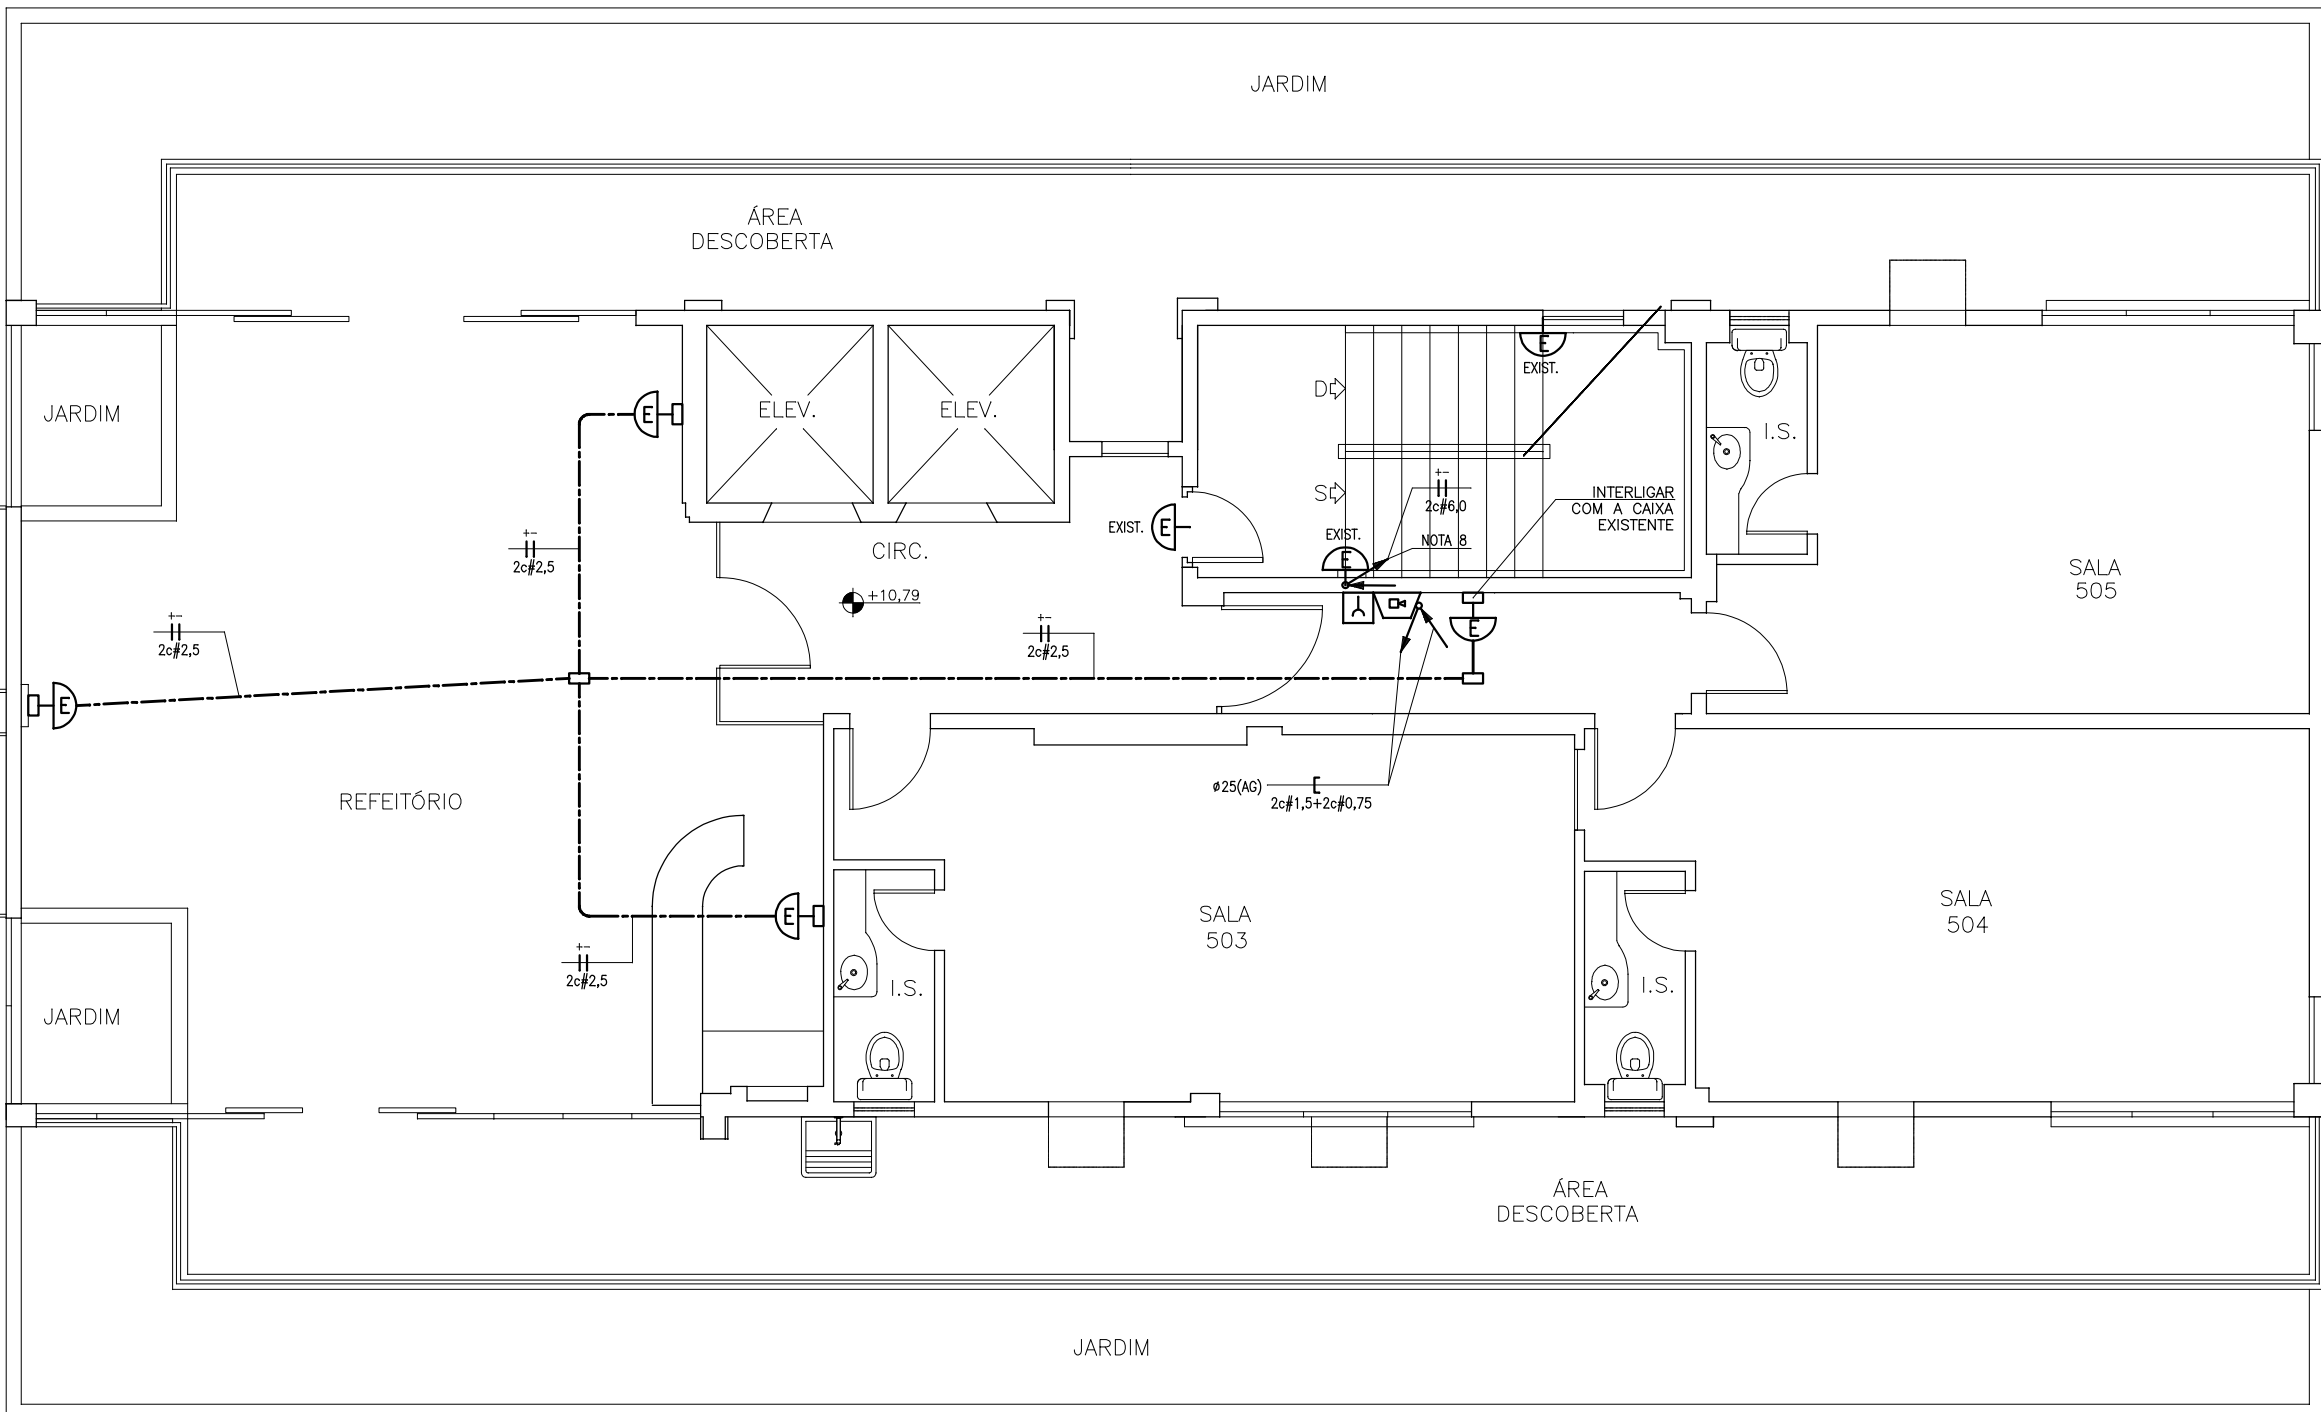 JARDIM
ÁREA
DESCOBERTA
E
EXIST.
D
JARDIM
E
ELEV.
ELEV.
I.S.
+-
2c#6,0
S
INTERLIGAR
COM A CAIXA
EXISTENTE
EXIST.
E
EXIST.
E
NOTA 8
+-
2c#2,5
CIRC.
+10,79
SALA
505
+-
2c#2,5
+-
2c#2,5
E
E
REFEITÓRIO
ø25(AG)
2c#1,5+2c#0,75
E
SALA
503
SALA
504
+-
2c#2,5
I.S.
I.S.
JARDIM
ÁREA
DESCOBERTA
JARDIM